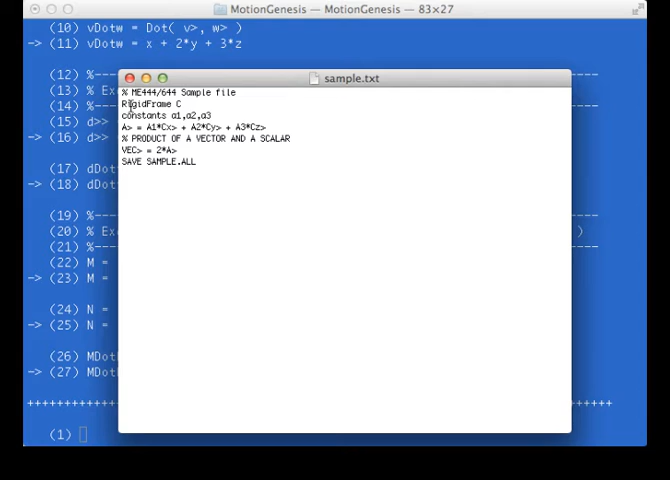 MotionGenesis — MotionGenesis — 83×27
(10) vDotw = Dot( v>, w> )
-> (11) vDotw = x + 2*y + 3*z
(12) %---
(13) % Ex
(14) %---
(15) d>>
-> (16) d>>
(17) dDot
-> (18) dDot
(19) %---
(20) % Ex )
(21) %---
(22) M =
-> (23) M =
(24) N =
-> (25) N =
(26) MDot
-> (27) MDot
(1)
sample.txt
% ME444/644 Sample file
RigidFrame C
constants a1,a2,a3
A> = A1*Cx> + A2*Cy> + A3*Cz>
% PRODUCT OF A VECTOR AND A SCALAR
VEC> = 2*A>
SAVE SAMPLE.ALL